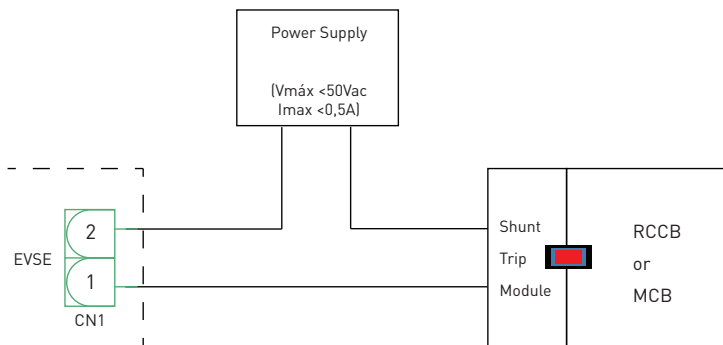 Power Supply
(Vmáx <50Vac
Imax <0,5A)
EVSE
2
1
CN1
Shunt
Trip
Module
RCCB
or
MCB